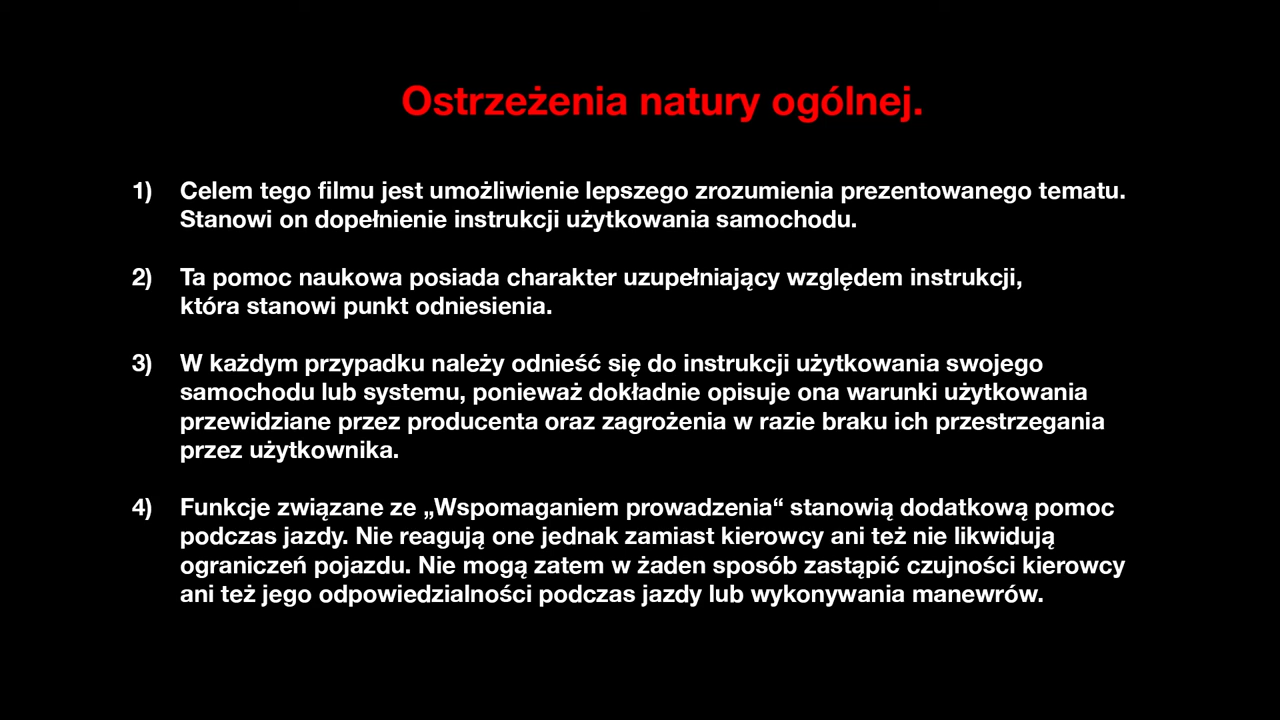 Ostrzeżenia natury ogólnej.
1) Celem tego filmu jest umożliwienie lepszego zrozumienia prezentowanego tematu.
Stanowi on dopełnienie instrukcji użytkowania samochodu.
2) Ta pomoc naukowa posiada charakter uzupełniający względem instrukcji,
która stanowi punkt odniesienia.
3) W każdym przypadku należy odnieść się do instrukcji użytkowania swojego
samochodu lub systemu, ponieważ dokładnie opisuje ona warunki użytkowania
przewidziane przez producenta oraz zagrożenia w razie braku ich przestrzegania
przez użytkownika.
4) Funkcje związane ze „Wspomaganiem prowadzenia“ stanowią dodatkową pomoc
podczas jazdy. Nie reagują one jednak zamiast kierowcy ani też nie likwidują
ograniczeń pojazdu. Nie mogą zatem w żaden sposób zastąpić czujności kierowcy
ani też jego odpowiedzialności podczas jazdy lub wykonywania manewrów.